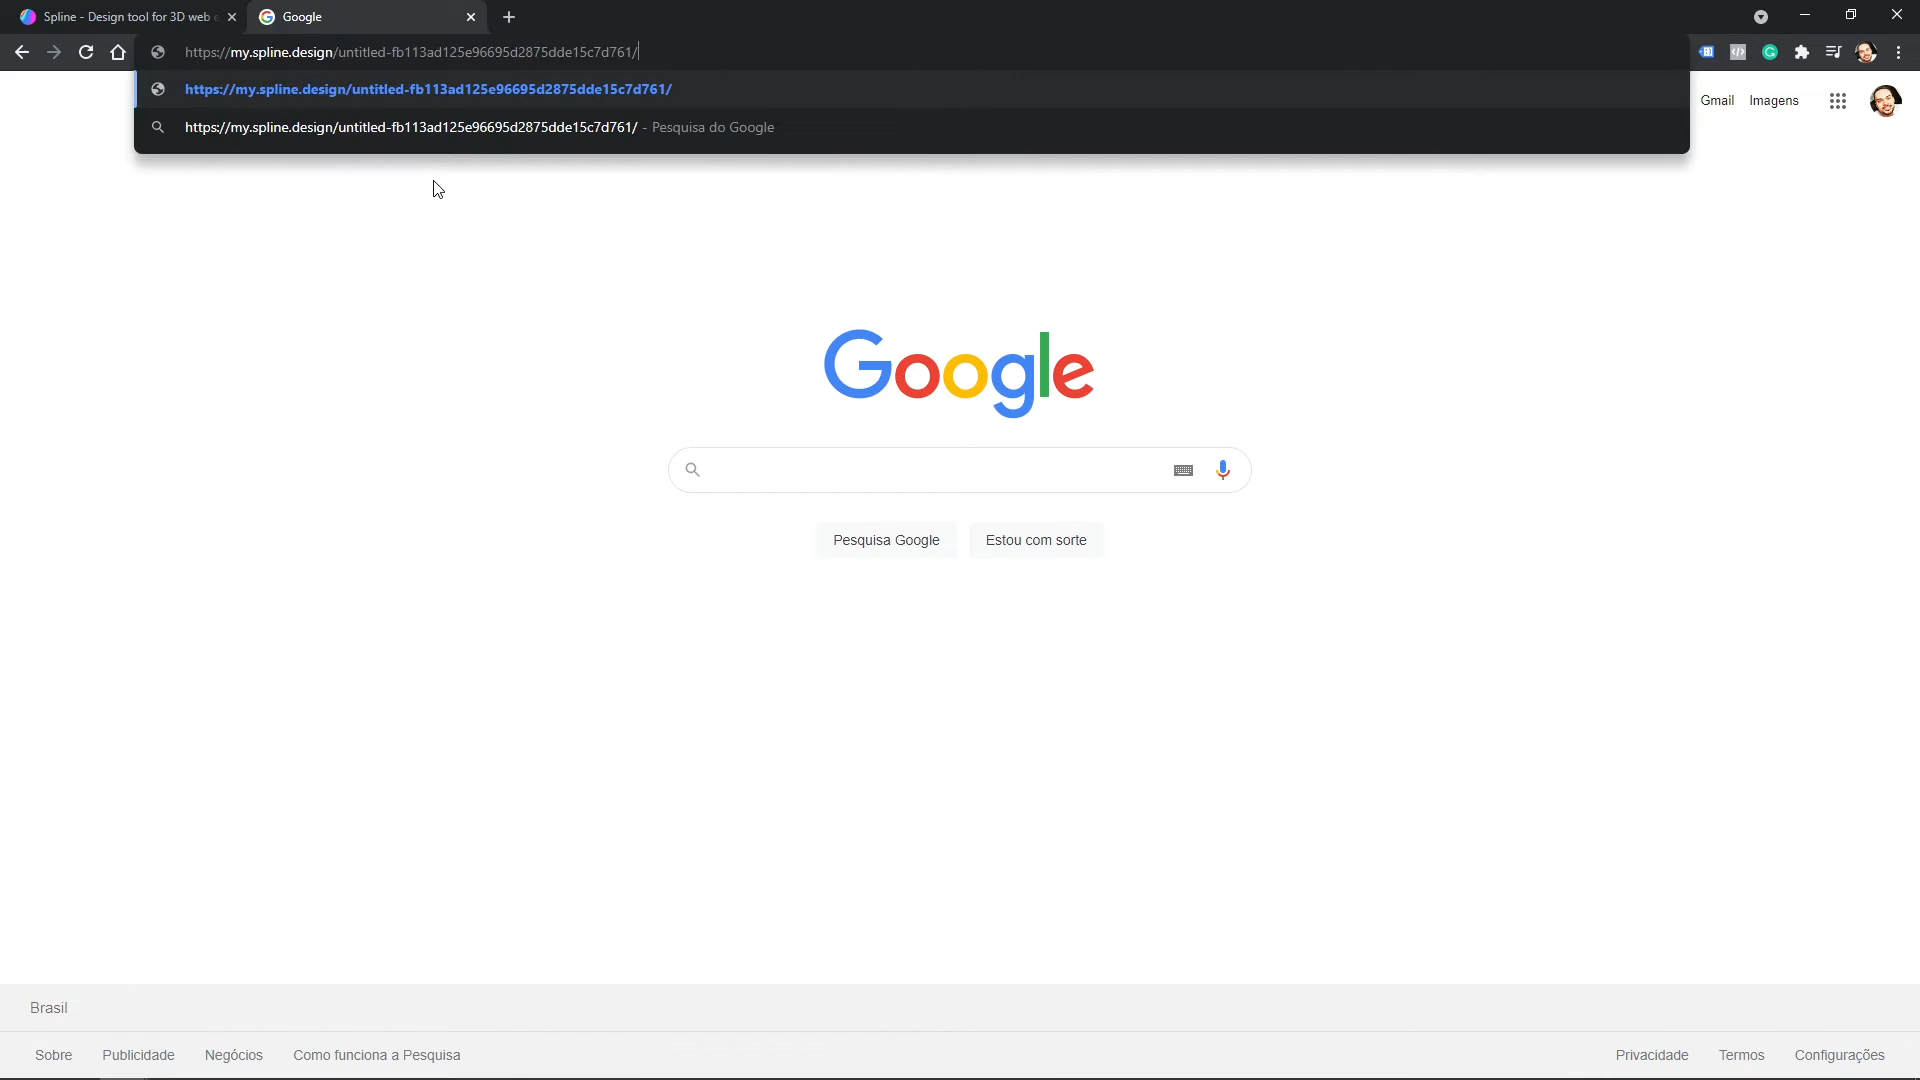 Spline - Design tool for 3D web
Google
https://my.spline.design/untitled-fb113ad125e96695d2875dde15c7d761/
https://my.spline.design/untitled-fb113ad125e96695d2875dde15c7d761/
https://my.spline.design/untitled-fb113ad125e96695d2875dde15c7d761/ - Pesquisa do Google
Gmail Imagens
Google
Pesquisa Google Estou com sorte
Brasil
Sobre Publicidade Negócios Como funciona a Pesquisa Privacidade Termos Configurações